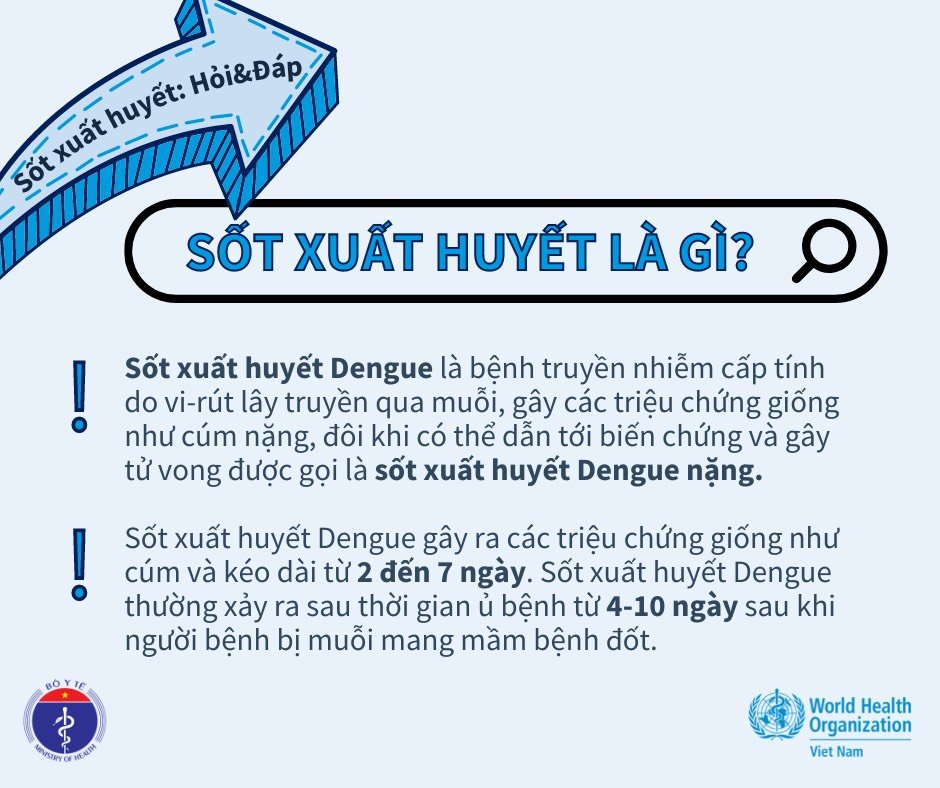 Sốt xuất huyết: Hỏi&Đáp
SỐT XUẤT HUYẾT LÀ GÌ?
Sốt xuất huyết Dengue là bệnh truyền nhiễm cấp tính
do vi-rút lây truyền qua muỗi, gây các triệu chứng giống
như cúm nặng, đôi khi có thể dẫn tới biến chứng và gây
tử vong được gọi là sốt xuất huyết Dengue nặng.
Sốt xuất huyết Dengue gây ra các triệu chứng giống như
cúm và kéo dài từ 2 đến 7 ngày. Sốt xuất huyết Dengue
thường xảy ra sau thời gian ủ bệnh từ 4-10 ngày sau khi
người bệnh bị muỗi mang mầm bệnh đốt.
BỘ Y TẾ
MINISTRY OF HEALTH
World Health
Organization
Viet Nam